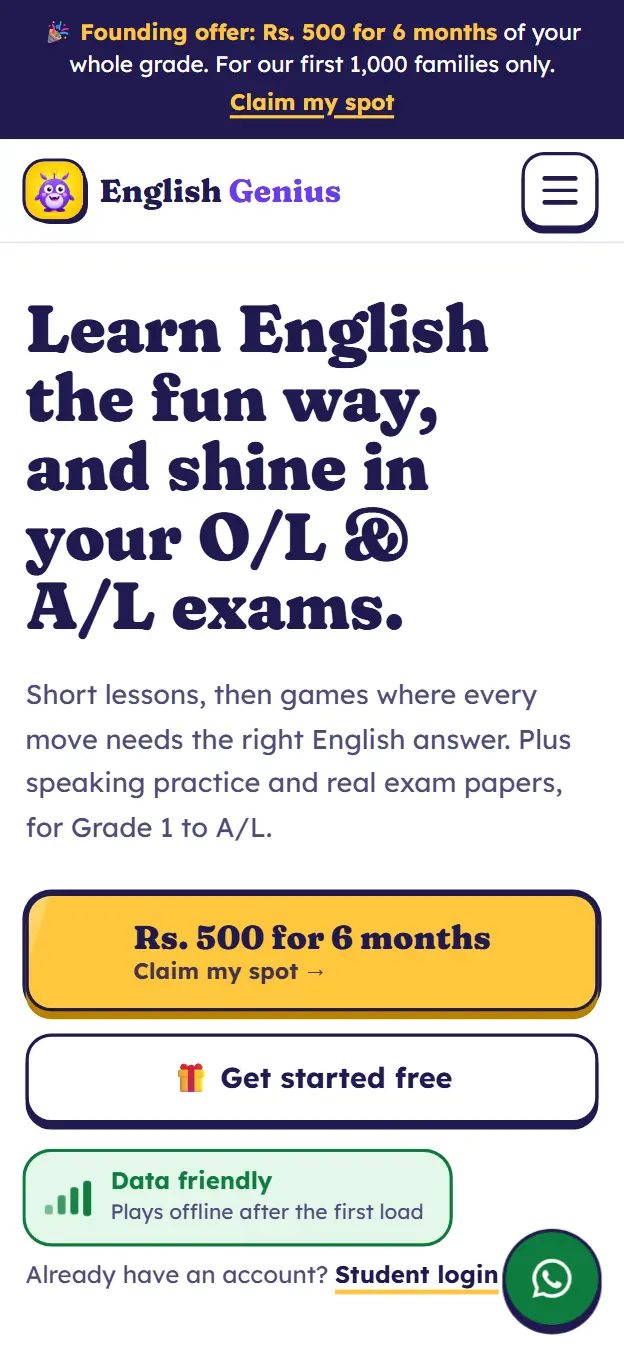 🎉 Founding offer: Rs. 500 for 6 months of your
whole grade. For our first 1,000 families only.
Claim my spot
English Genius
Learn English
the fun way,
and shine in
your O/L &
A/L exams.
Short lessons, then games where every
move needs the right English answer. Plus
speaking practice and real exam papers,
for Grade 1 to A/L.
Rs. 500 for 6 months
Claim my spot →
🎁 Get started free
Data friendly
Plays offline after the first load
Already have an account? Student login